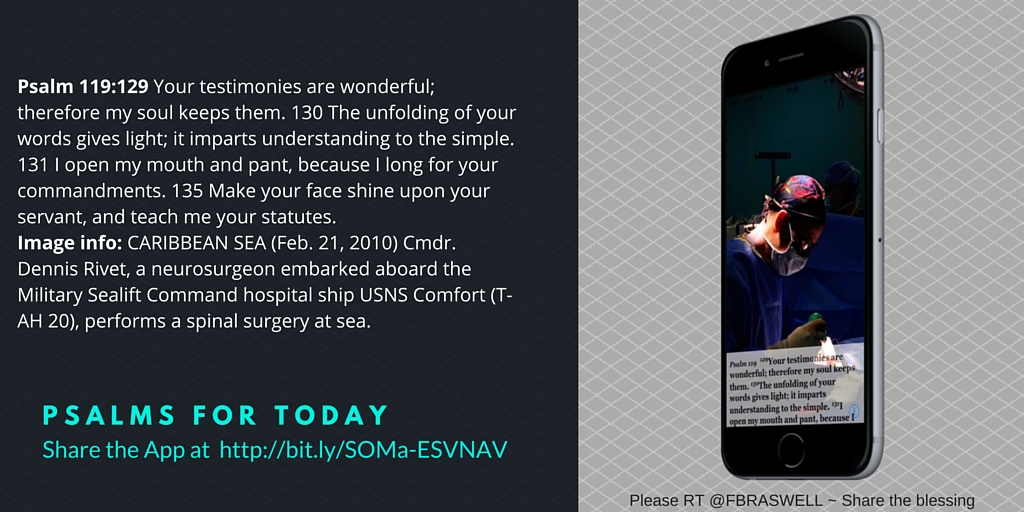 Psalm 119:129 Your testimonies are wonderful;
therefore my soul keeps them. 130 The unfolding of your
words gives light; it imparts understanding to the simple.
131 I open my mouth and pant, because I long for your
commandments. 135 Make your face shine upon your
servant, and teach me your statutes.
Image info: CARIBBEAN SEA (Feb. 21, 2010) Cmdr.
Dennis Rivet, a neurosurgeon embarked aboard the
Military Sealift Command hospital ship USNS Comfort (T-
AH 20), performs a spinal surgery at sea.
PSALMS FOR TODAY
Share the App at http://bit.ly/SOMa-ESVNAV
Psalm 119 129Your testimonies are
wonderful; therefore my soul keeps
them. 130The unfolding of your
words gives light; it imparts
understanding to the simple. 131I
open my mouth and pant, because I
Please RT @FBRASWELL ~ Share the blessing